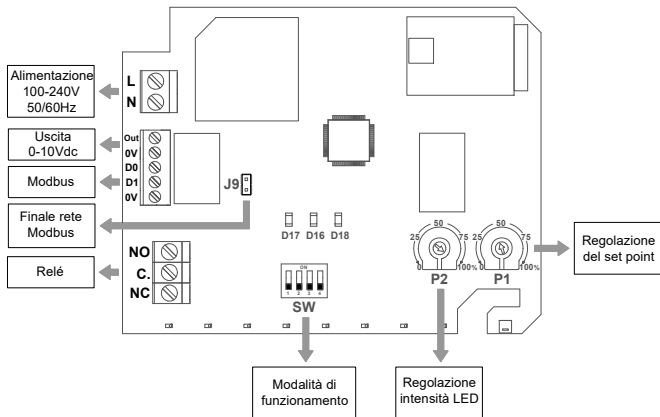 Alimentazione
100-240V
50/60Hz
L
N
Uscita
0-10Vdc
Out
0V
D0
D1
0V
Modbus
J9
Finale rete
Modbus
Relé
NO
C.
NC
D17 D16 D18
ON
1 2 3 4
SW
0 25 50 75 100%
P2
0 25 50 75 100%
P1
Regolazione
del set point
Modalità di
funzionamento
Regolazione
intensità LED